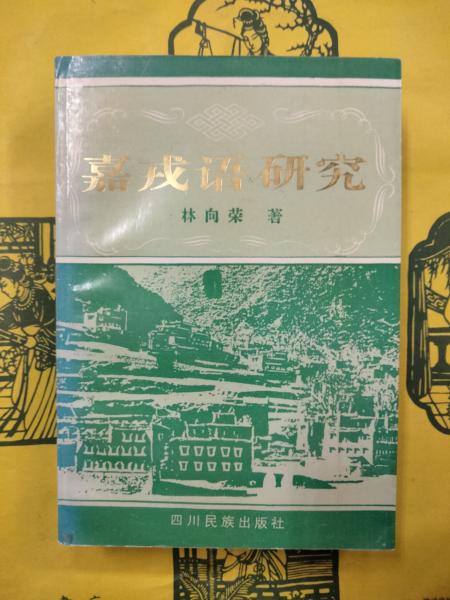 嘉戎语研究
林向荣 著
四川民族出版社